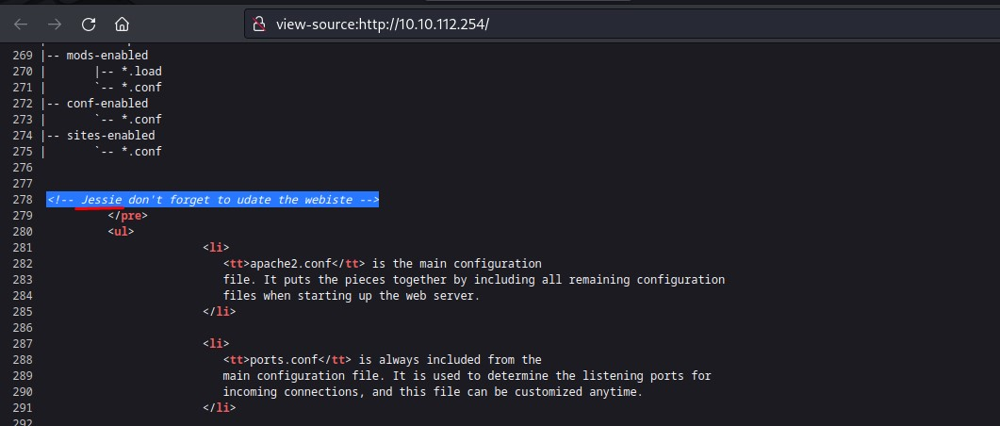 view-source:http://10.10.112.254/
269 |-- mods-enabled
270 |       |-- *.load
271 |       `-- *.conf
272 |-- conf-enabled
273 |       `-- *.conf
274 |-- sites-enabled
275 |       `-- *.conf
276
277
278 <!-- Jessie don't forget to udate the webiste -->
279         </pre>
280         <ul>
281                       <li>
282                          <tt>apache2.conf</tt> is the main configuration
283                          file. It puts the pieces together by including all remaining configuration
284                          files when starting up the web server.
285                       </li>
286
287                       <li>
288                          <tt>ports.conf</tt> is always included from the
289                          main configuration file. It is used to determine the listening ports for
290                          incoming connections, and this file can be customized anytime.
291                       </li>
292